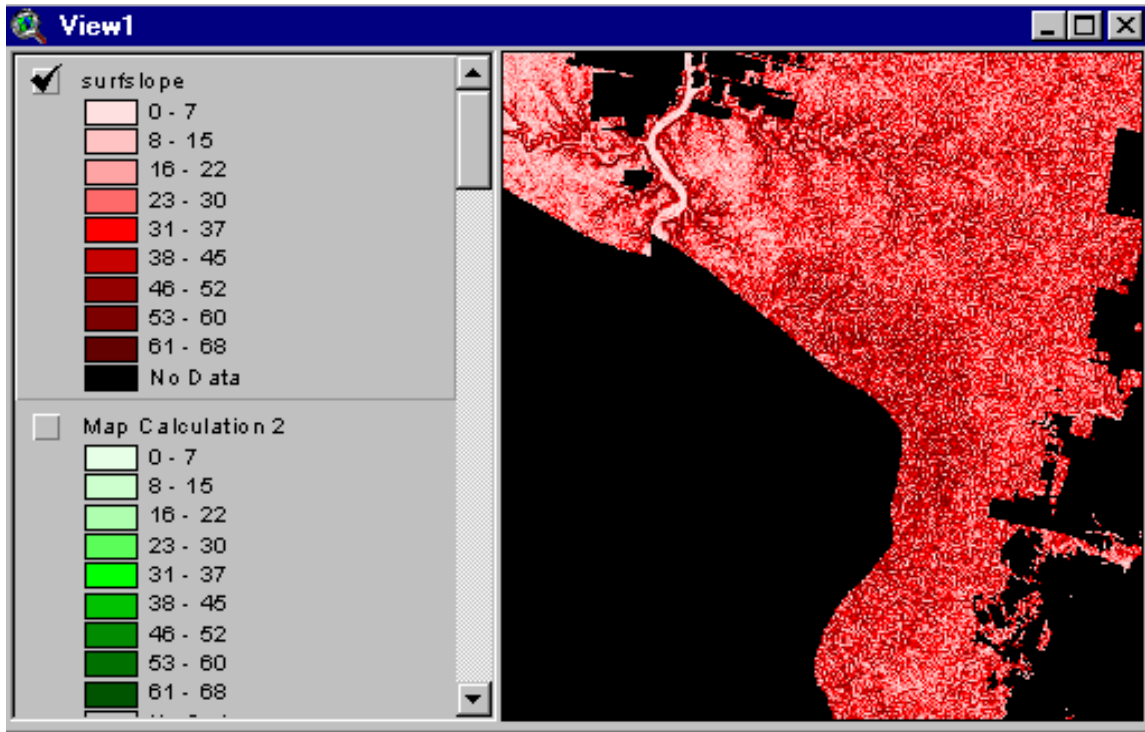 View1
surfslope
0 - 7
8 - 15
16 - 22
23 - 30
31 - 37
38 - 45
46 - 52
53 - 60
61 - 68
No Data
Map Calculation 2
0 - 7
8 - 15
16 - 22
23 - 30
31 - 37
38 - 45
46 - 52
53 - 60
61 - 68